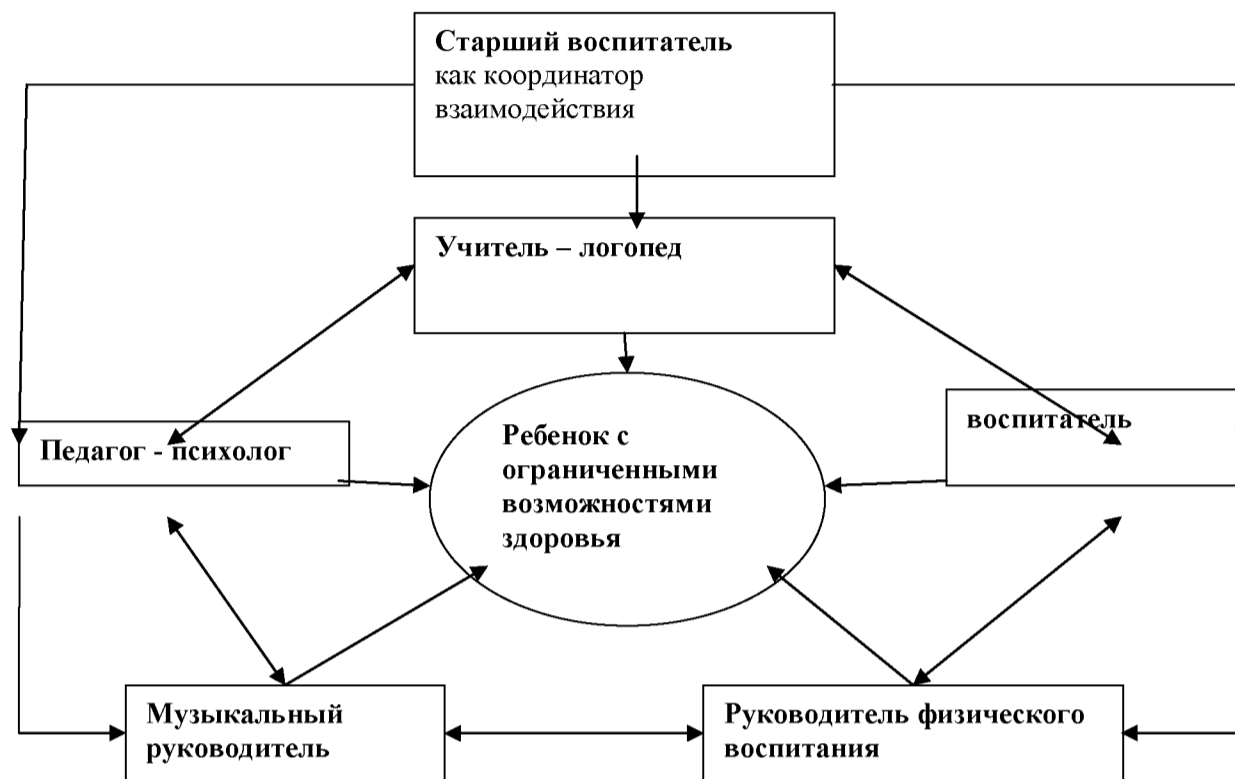 Старший воспитатель
как координатор
взаимодействия
Учитель – логопед
Педагог - психолог
Ребенок с
ограниченными
возможностями
здоровья
воспитатель
Музыкальный
руководитель
Руководитель физического
воспитания